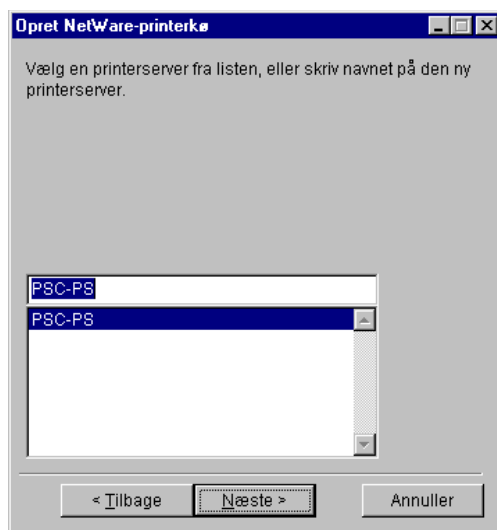 Opret NetWare-printerkø
Vælg en printerserver fra listen, eller skriv navnet på den ny
printerserver.
PSC-PS
PSC-PS
< Tilbage
Næste >
Annuller